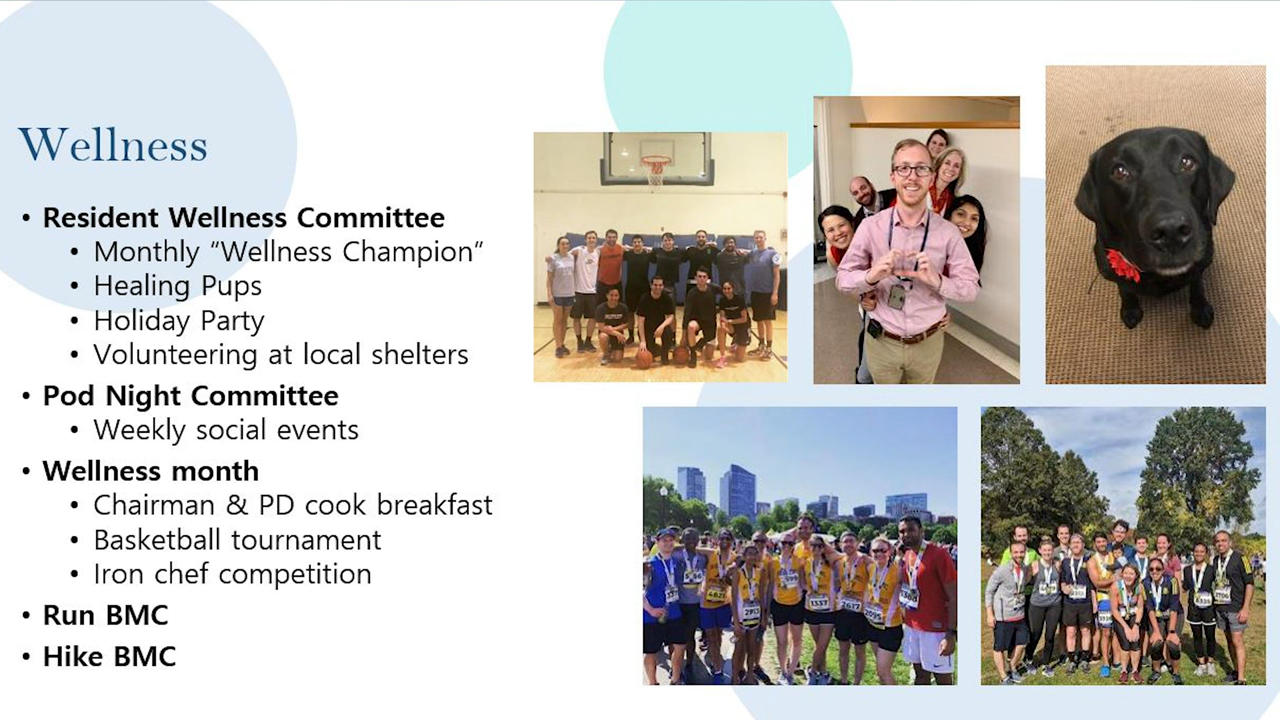 Wellness
• Resident Wellness Committee
• Monthly “Wellness Champion”
• Healing Pups
• Holiday Party
• Volunteering at local shelters
• Pod Night Committee
• Weekly social events
• Wellness month
• Chairman & PD cook breakfast
• Basketball tournament
• Iron chef competition
• Run BMC
• Hike BMC